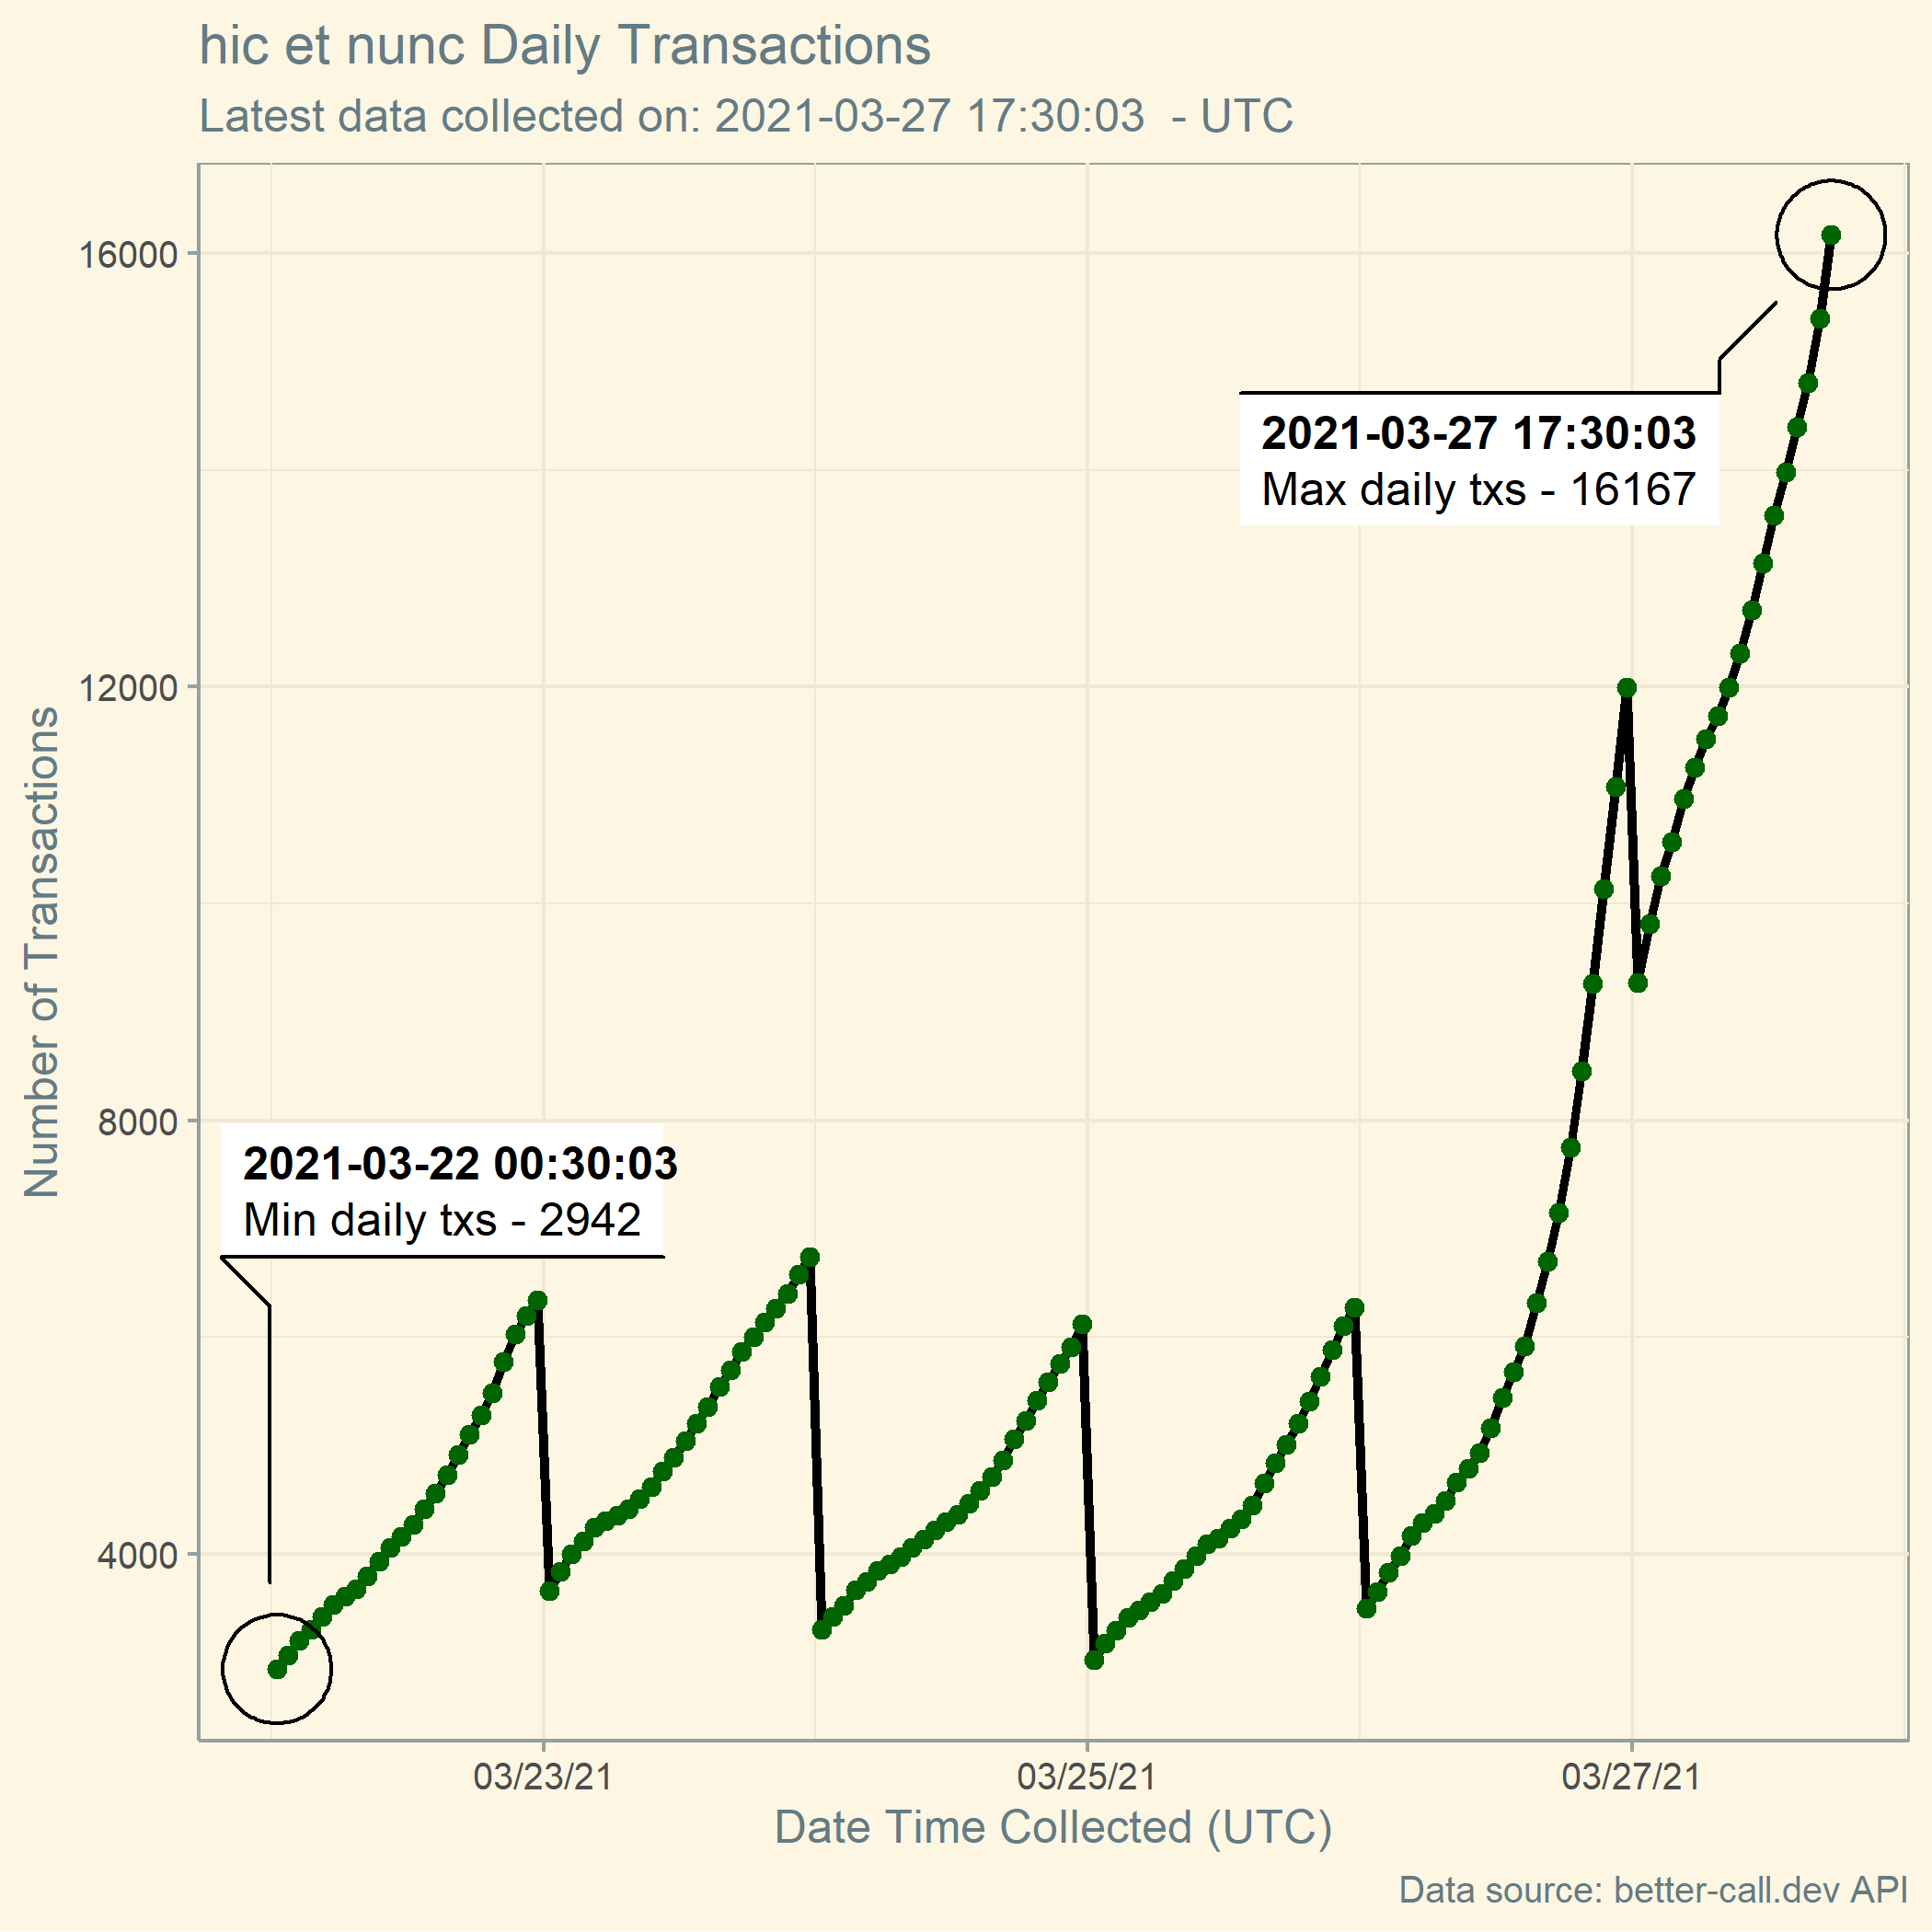 hic et nunc Daily Transactions
Latest data collected on: 2021-03-27 17:30:03  - UTC
Number of Transactions
16000
12000
8000
4000
2021-03-27 17:30:03
Max daily txs - 16167
2021-03-22 00:30:03
Min daily txs - 2942
03/23/21
03/25/21
03/27/21
Date Time Collected (UTC)
Data source: better-call.dev API